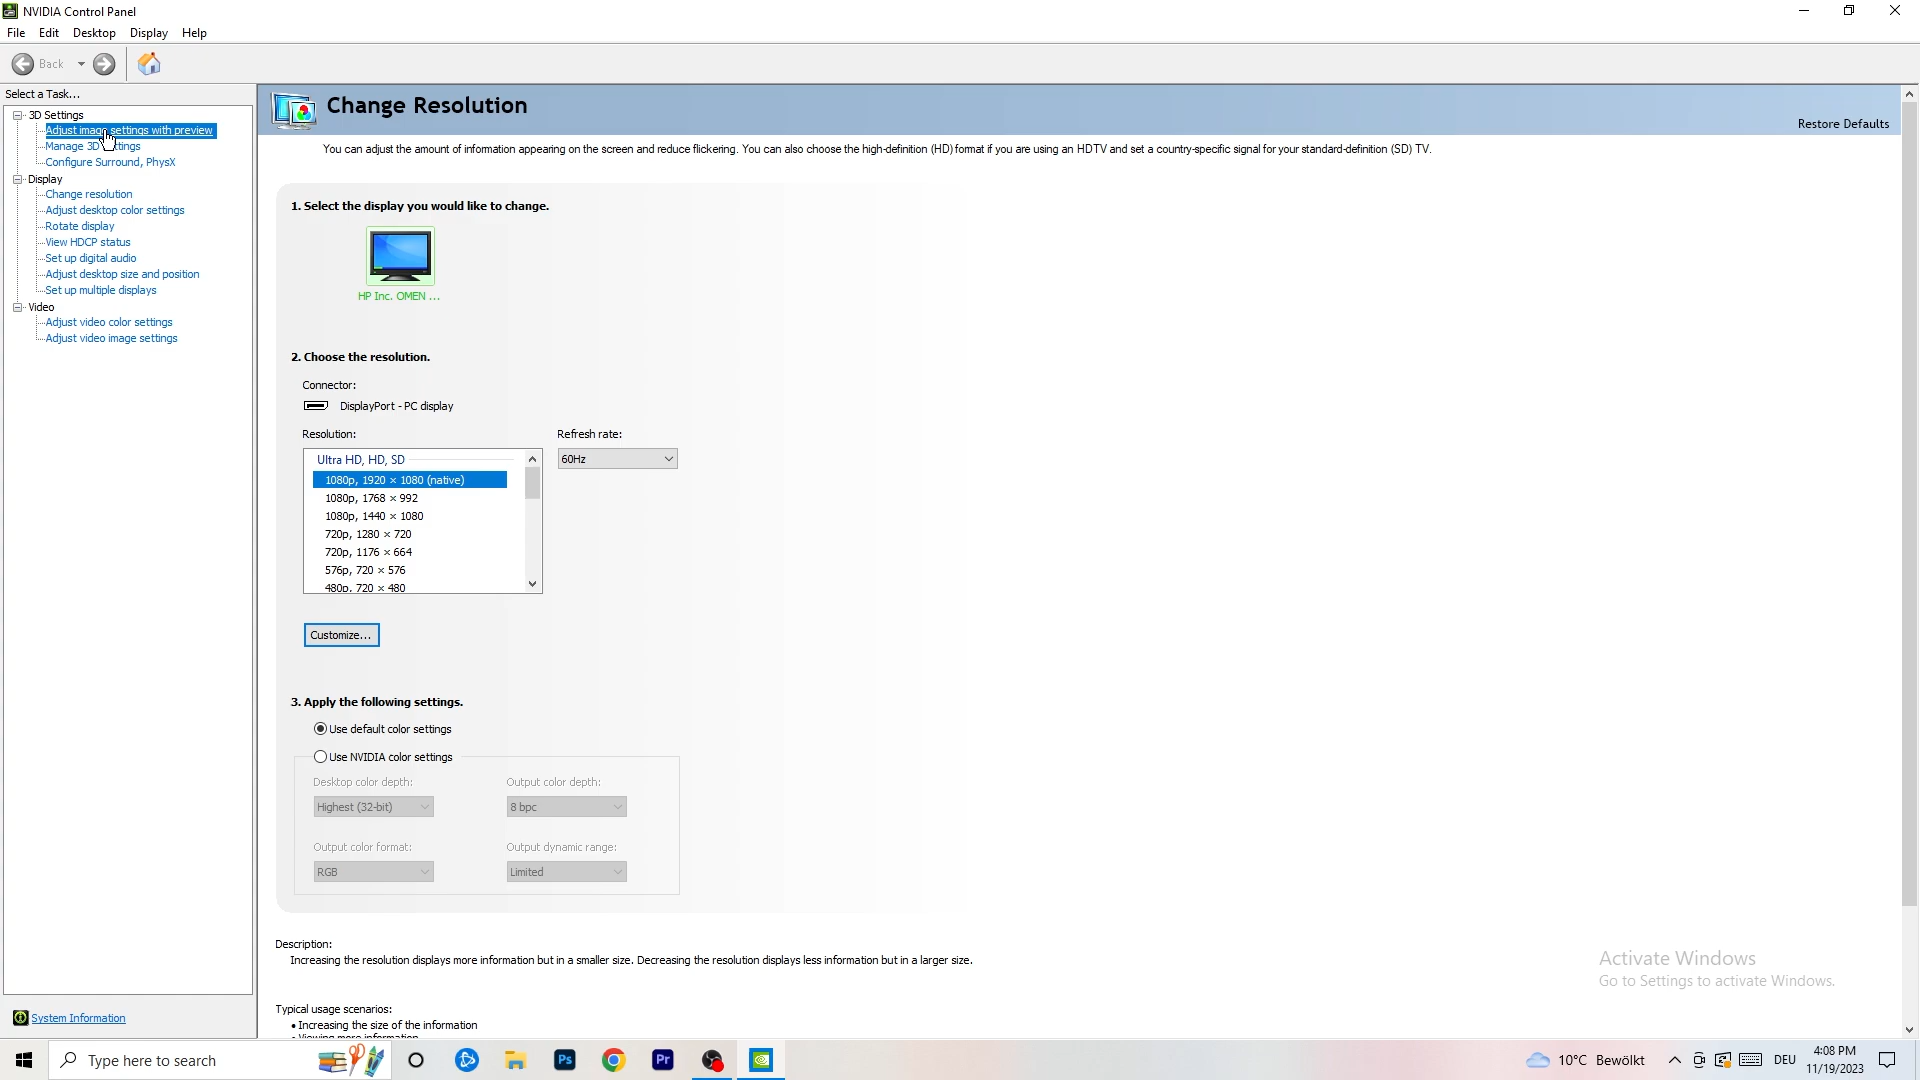 NVIDIA Control Panel
File Edit Desktop Display Help
Back
Select a Task...
3D Settings
Adjust image settings with preview
Manage 3D ttings
Configure Surround, PhysX
Display
Change resolution
Adjust desktop color settings
Rotate display
View HDCP status
Set up digital audio
Adjust desktop size and position
Set up multiple displays
Video
Adjust video color settings
Adjust video image settings
System Information
Change Resolution
Restore Defaults
You can adjust the amount of information appearing on the screen and reduce flickering. You can also choose the high-definition (HD) format if you are using an HDTV and set a country-specific signal for your standard-definition (SD) TV.
1. Select the display you would like to change.
HP Inc. OMEN ...
2. Choose the resolution.
Connector:
DisplayPort - PC display
Resolution:
Refresh rate:
Ultra HD, HD, SD
60Hz
1080p, 1920 × 1080 (native)
1080p, 1768 × 992
1080p, 1440 × 1080
720p, 1280 × 720
720p, 1176 × 664
576p, 720 × 576
480p, 720 × 480
Customize...
3. Apply the following settings.
Use default color settings
Use NVIDIA color settings
Desktop color depth:
Output color depth:
Highest (32-bit)
8 bpc
Output color format:
Output dynamic range:
RGB
Limited
Description:
Increasing the resolution displays more information but in a smaller size. Decreasing the resolution displays less information but in a larger size.
Typical usage scenarios:
• Increasing the size of the information
• Viewing more information
Activate Windows
Go to Settings to activate Windows.
Type here to search
Ps
Pr
10°C Bewölkt
DEU
4:08 PM
11/19/2023